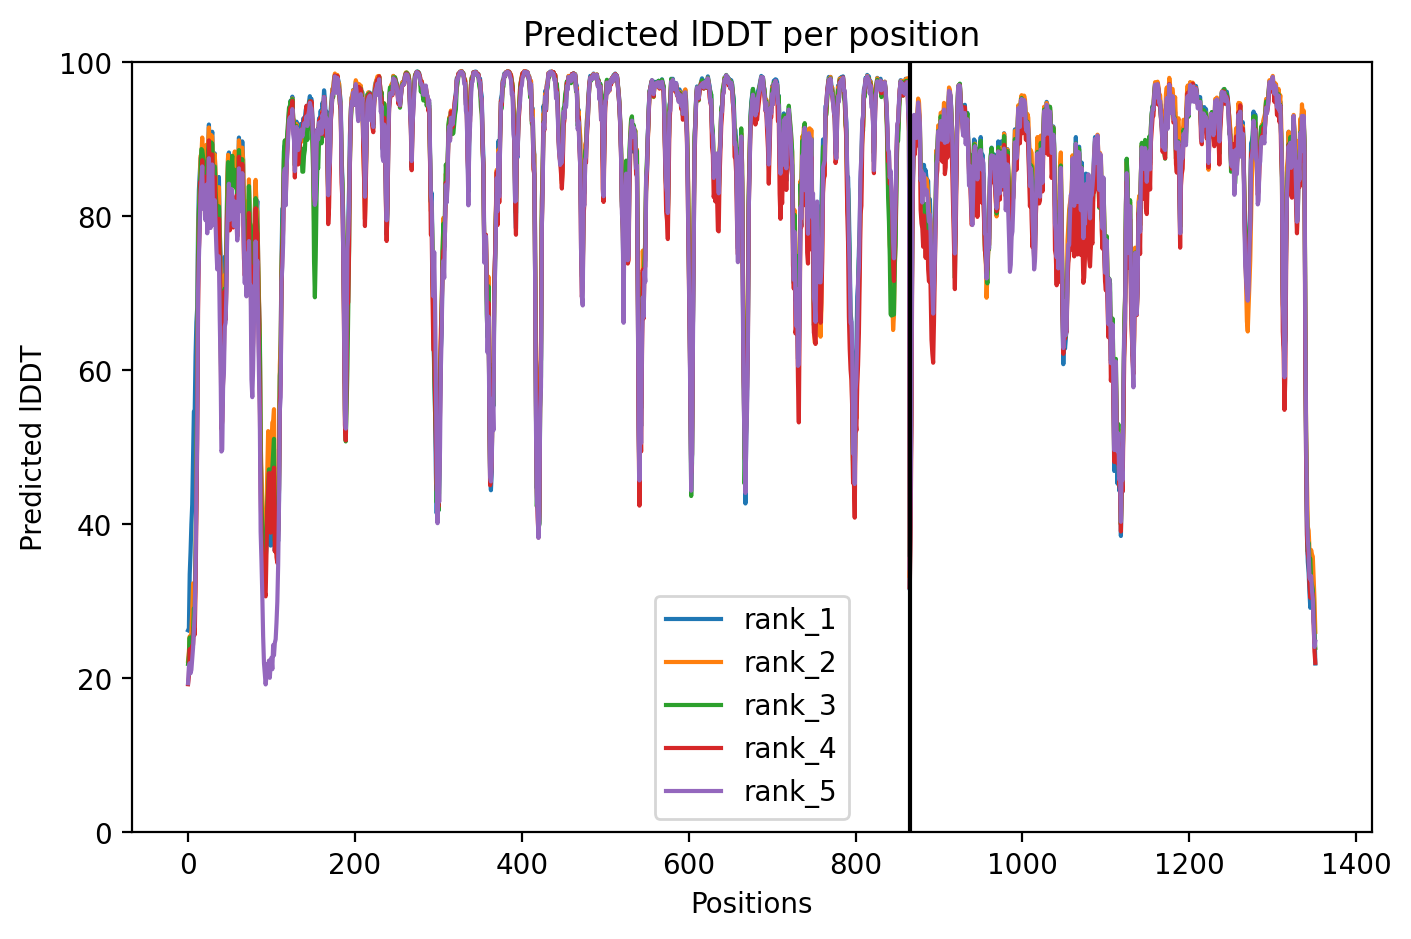 Predicted lDDT per position
Predicted lDDT
100
80
60
40
20
0
rank_1
rank_2
rank_3
rank_4
rank_5
0 200 400 600 800 1000 1200 1400
Positions